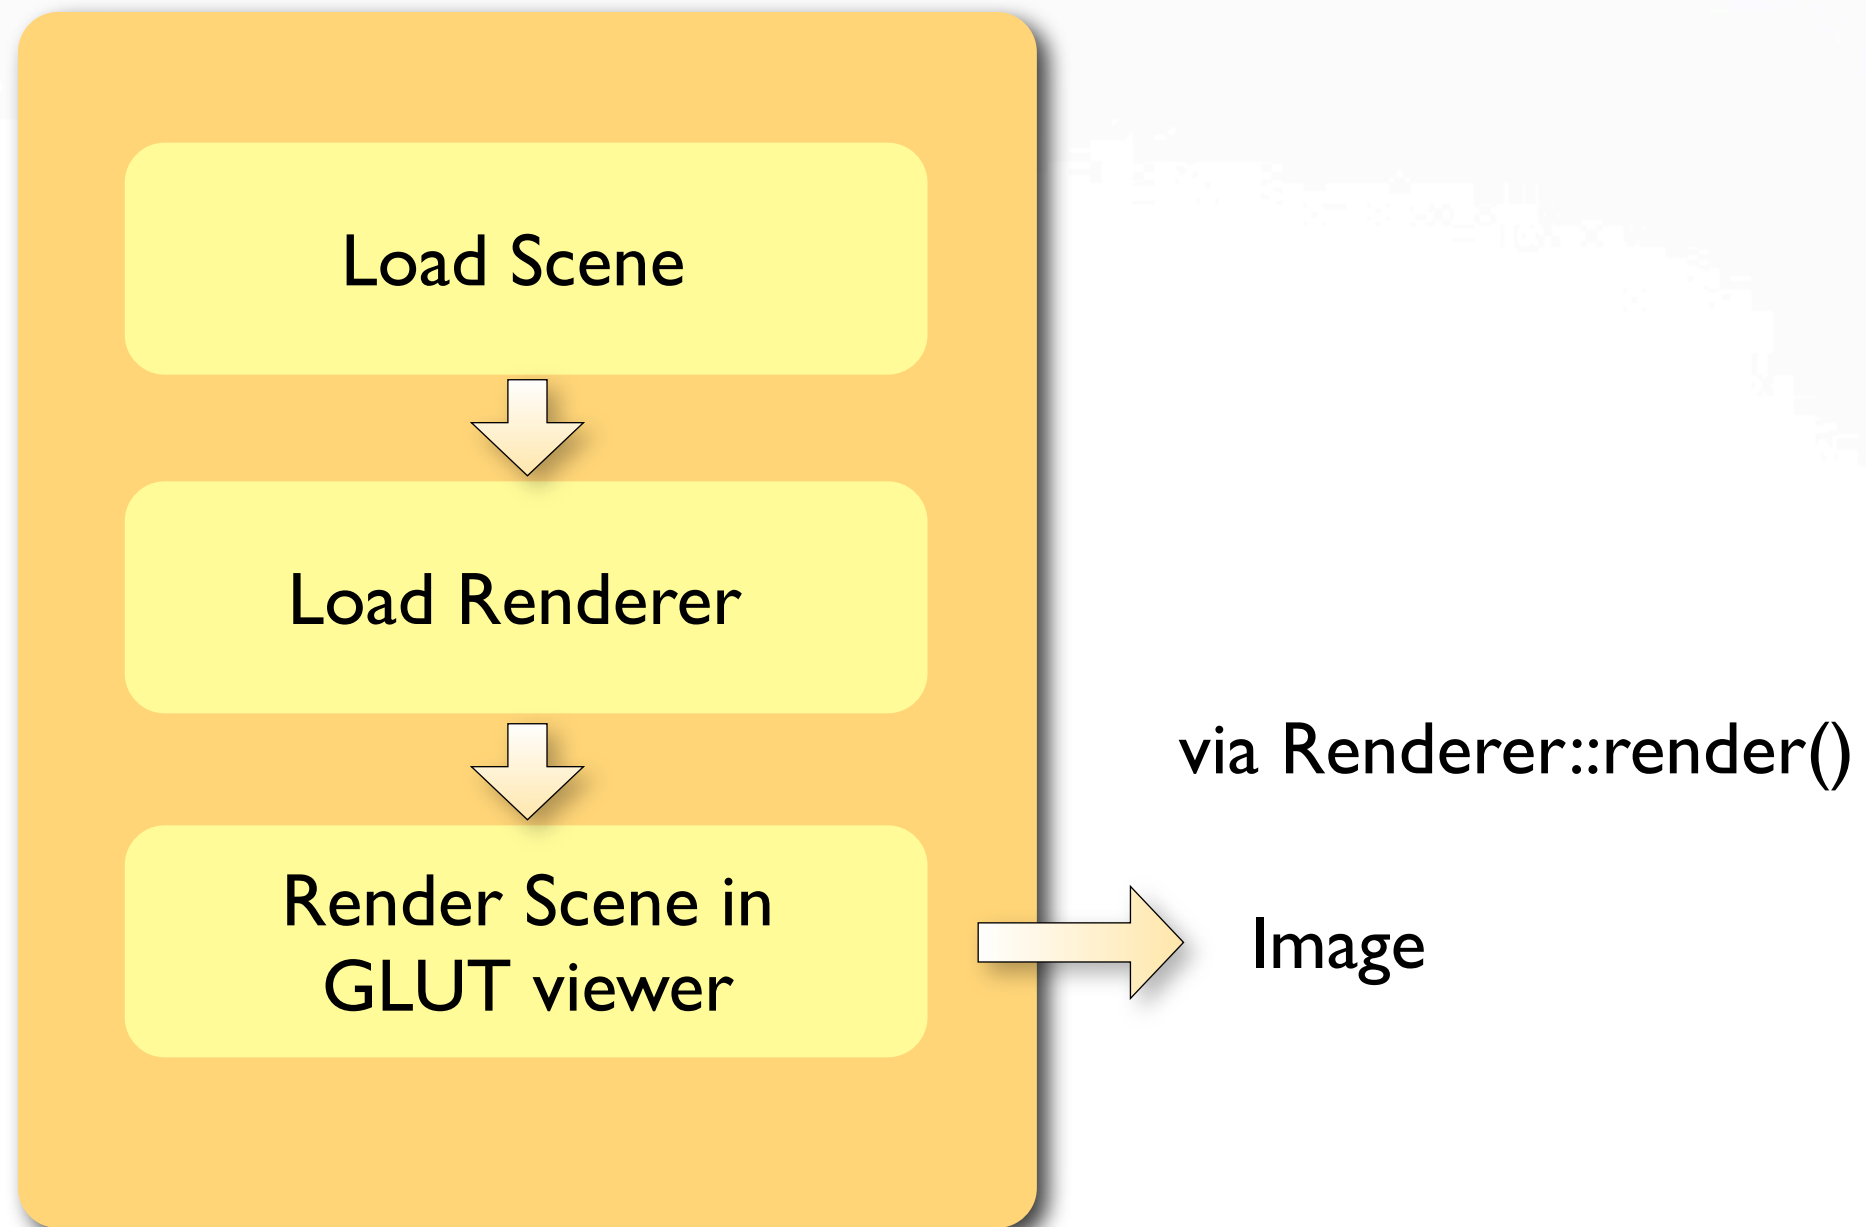 Load Scene
Load Renderer
Render Scene in
GLUT viewer
via Renderer::render()
Image